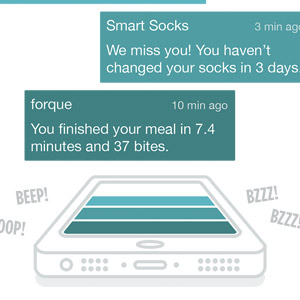 Smart Socks 3 min ago
We miss you! You haven't
changed your socks in 3 days
forque 10 min ago
You finished your meal in 7.4
minutes and 37 bites.
BEEP!
BZZZ!
OOP!
BZZZ!